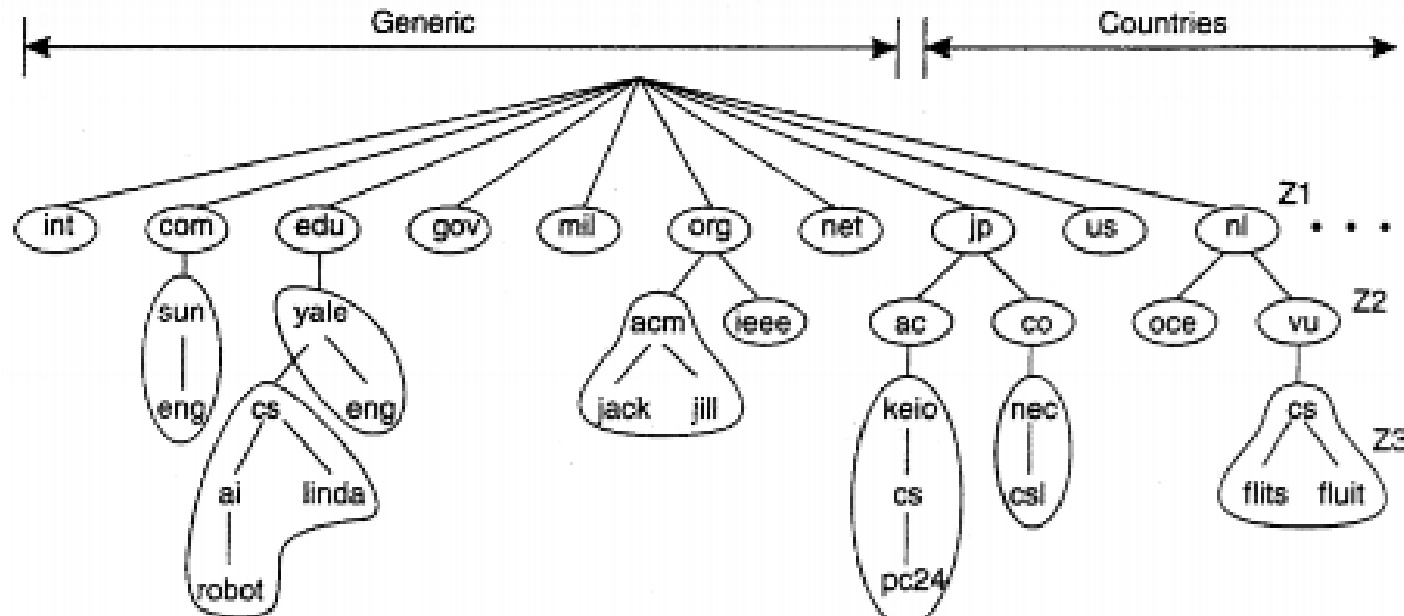 Generic Countries
Z1
int com edu gov mil org net jp us nl • • •
Z2
sun yale acm ieee ac co oce vu
eng cs eng jack jill keio nec cs
Z3
ai linda cs csl flits fluit
robot pc24